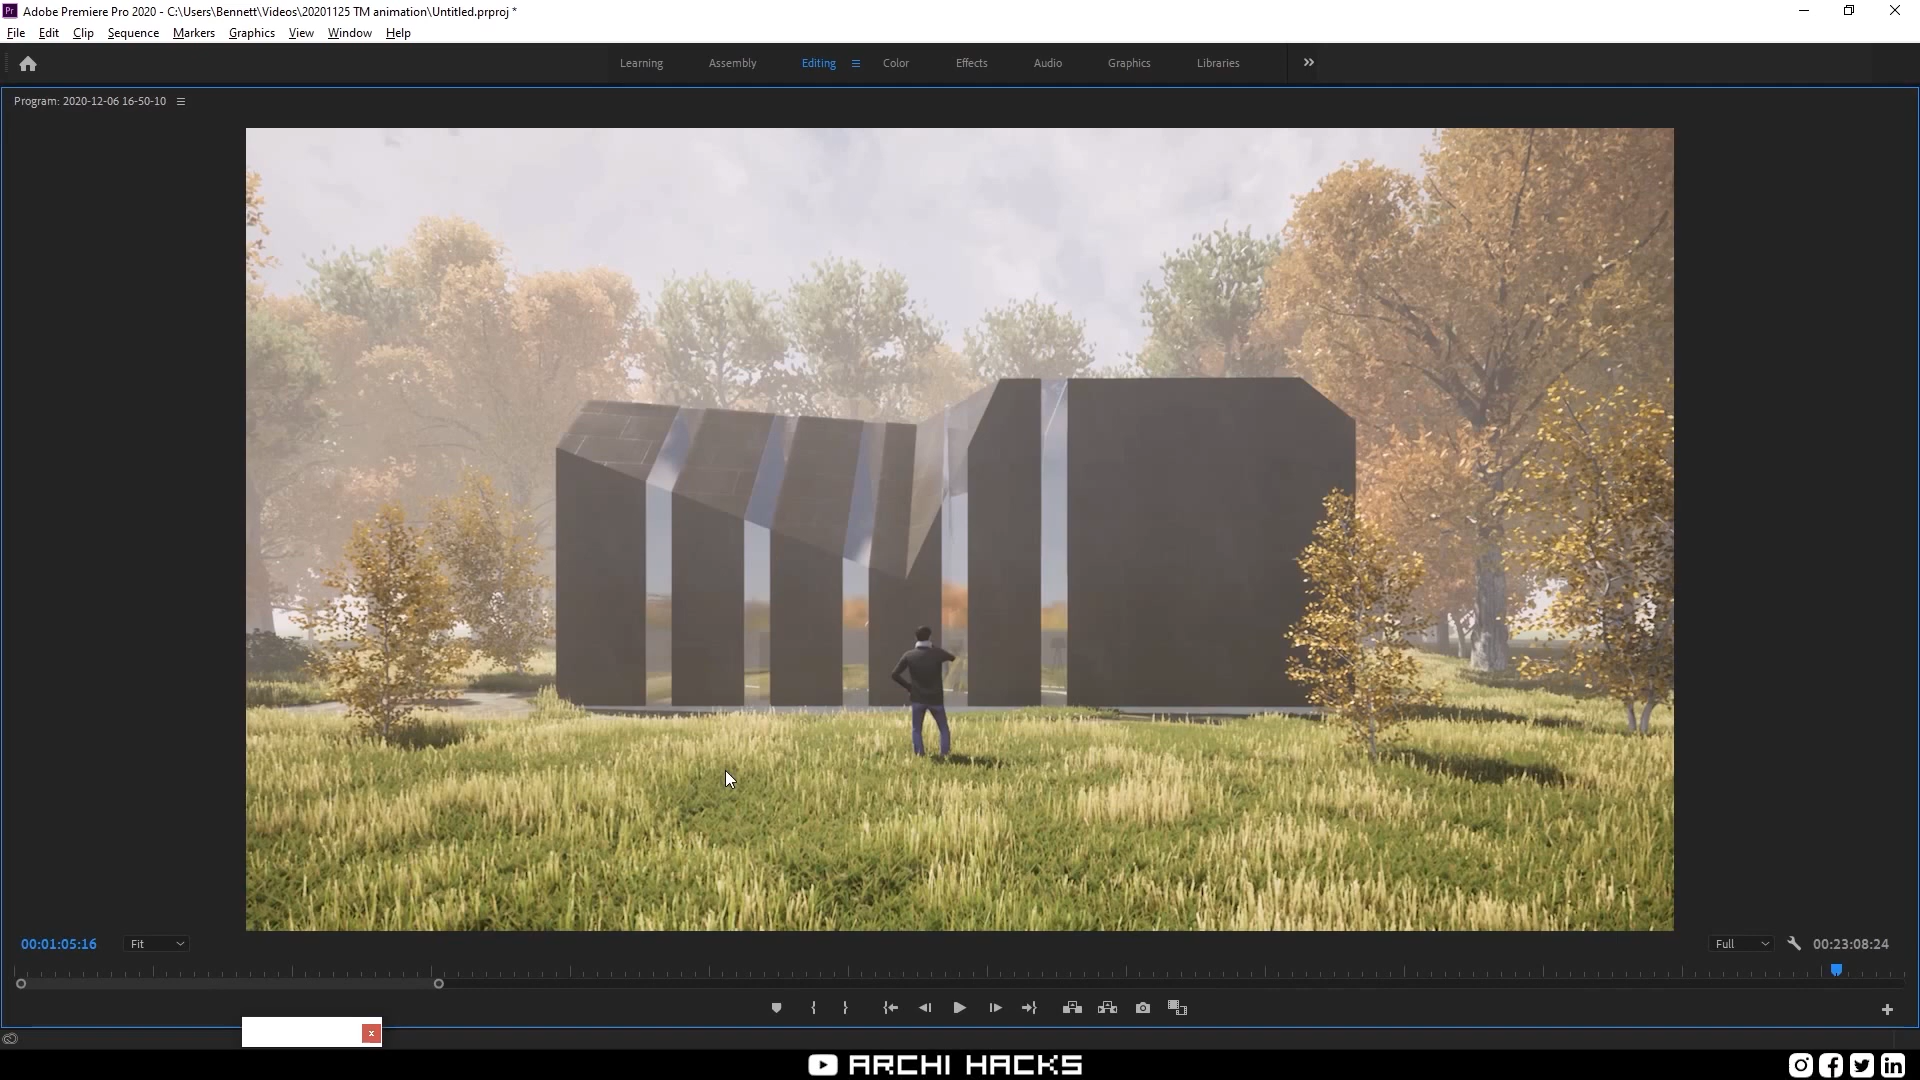 Pr Adobe Premiere Pro 2020 - C:\Users\Bennett\Videos\20201125 TM animation\Untitled.prproj *
File Edit Clip Sequence Markers Graphics View Window Help
Learning Assembly Editing Color Effects Audio Graphics Libraries
Program: 2020-12-06 16-50-10
00:01:05:16 Fit Full 00:23:08:24
x
ARCHI HACKS